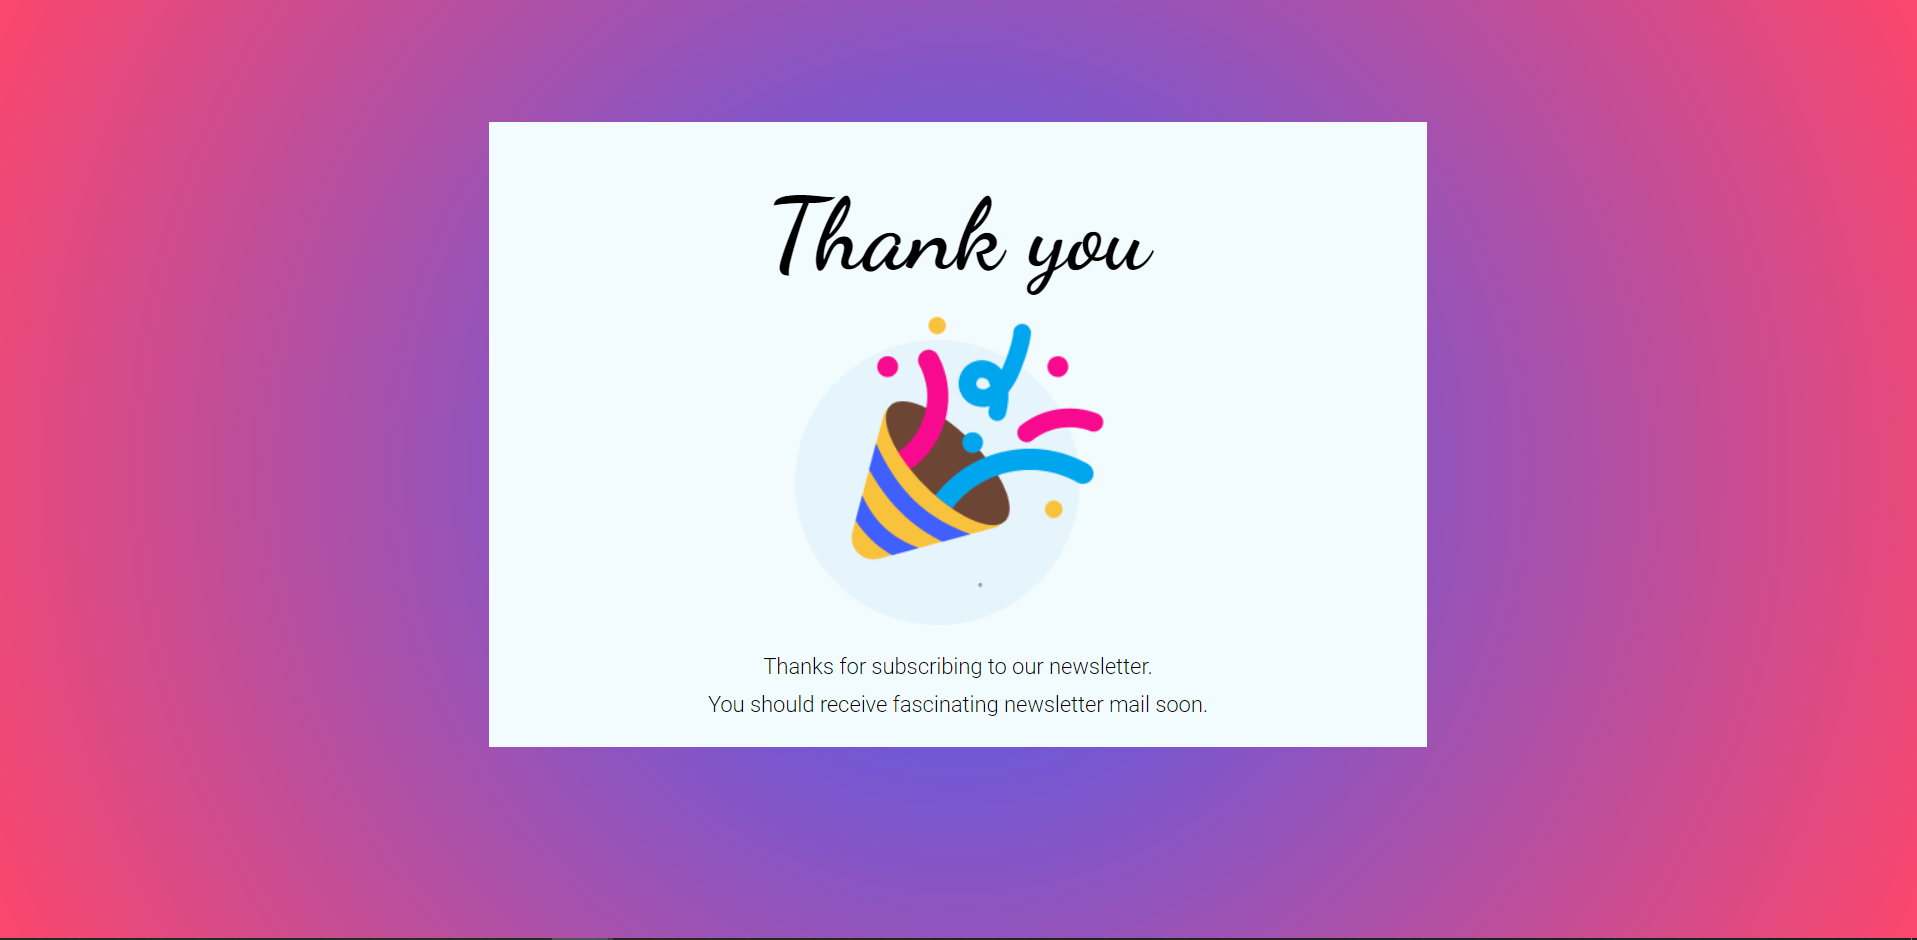 Thank you
Thanks for subscribing to our newsletter.
You should receive fascinating newsletter mail soon.